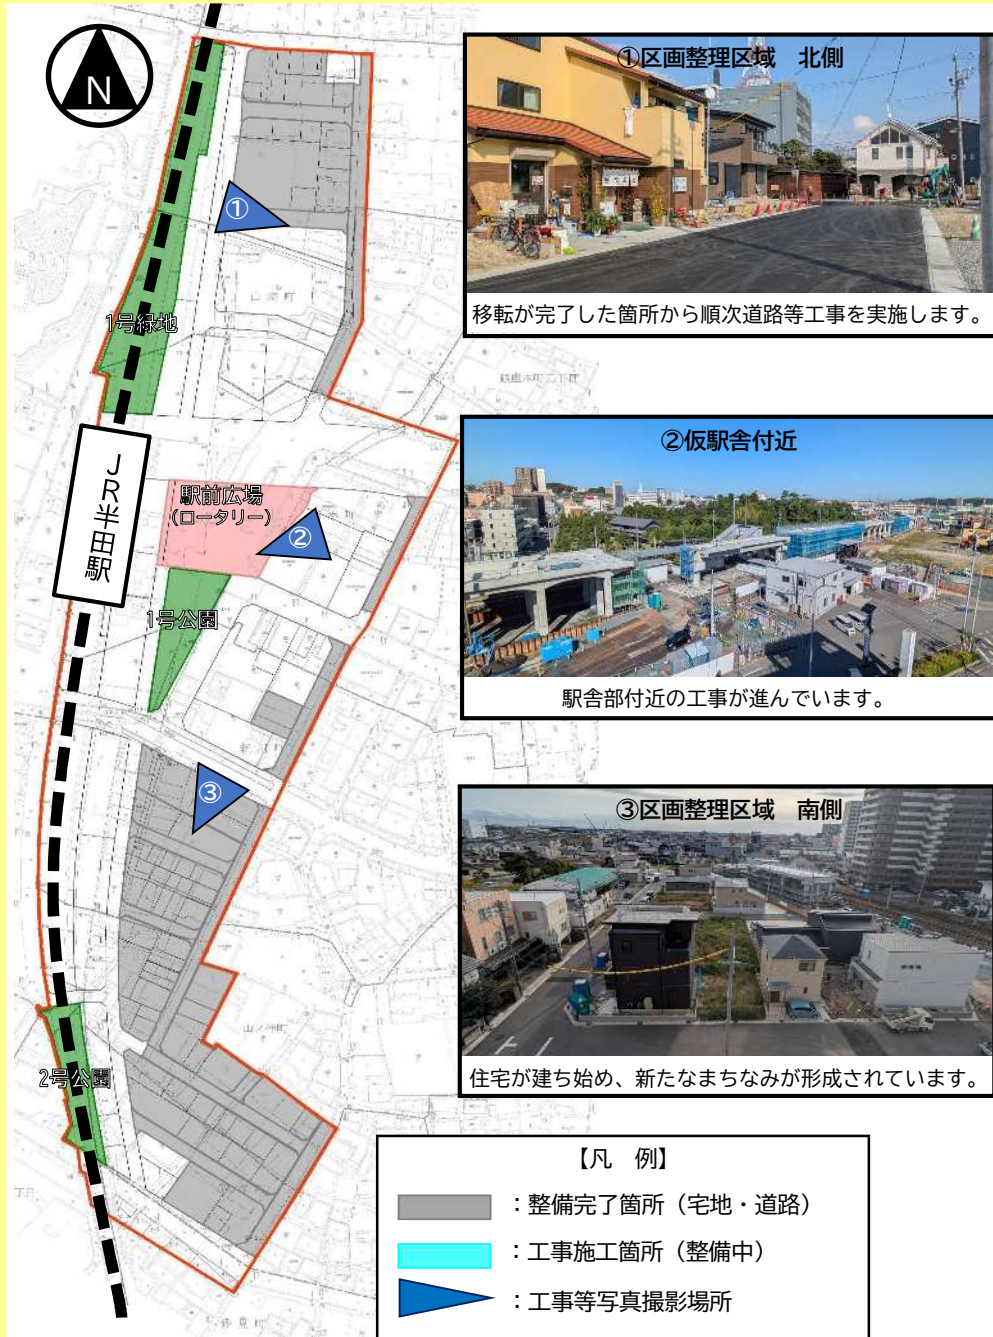 N
①区画整理区域　北側
①
移転が完了した箇所から順次道路等工事を実施します。
1号緑地
山崎町
②仮駅舎付近
JR半田駅
駅前広場
（ロータリー）
②
1号公園
駅舎部付近の工事が進んでいます。
③
③区画整理区域　南側
2号公園
住宅が建ち始め、新たなまちなみが形成されています。
【凡　例】
：整備完了箇所（宅地・道路）
：工事施工箇所（整備中）
：工事等写真撮影場所